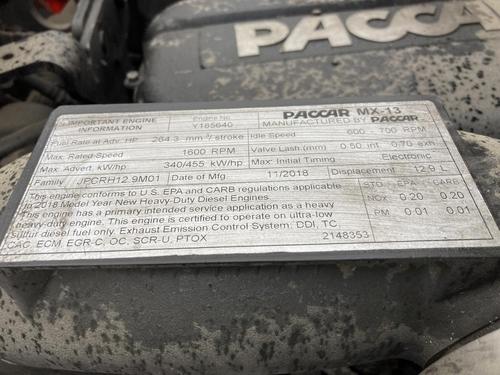 PACCA
IMPORTANT ENGINE INFORMATION
Engine No Y185640
PACCAR MX-13
MANUFACTURED BY PACCAR
Fuel Rate at Adv. HP 264.3 mm³/stroke Idle Speed 600 700 RPM
Max. Rated Speed 1600 RPM Valve Lash.(mm) 0.50 int. 0.70 exh
Max. Advert. kW/hp 340/455 kW/hp Max. Initial Timing Electronic
Family JPCRH12.9M01 Date of Mfg. 11/2018 Displacement 12.9 L
This engine conforms to U.S. EPA and CARB regulations applicable
to 2018 Model Year New Heavy-Duty Diesel Engines.
This engine has a primary intended service application as a heavy
heavy-duty engine. This engine is certified to operate on ultra-low
sulfur diesel fuel only. Exhaust Emission Control System: DDI, TC,
CAC, ECM, EGR-C, OC, SCR-U, PTOX
2148353
STD EPA CARB
NOX 0.20 0.20
PM 0.01 0.01